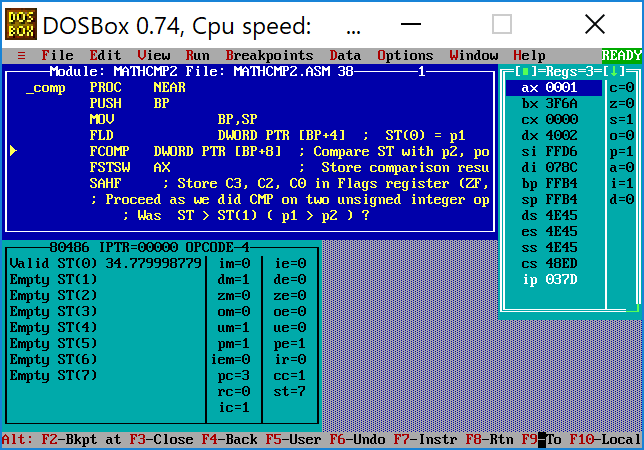 DOS BOX DOSBox 0.74, Cpu speed: ...
≡ File Edit View Run Breakpoints Data Options Window Help READY
Module: MATHCMP2 File: MATHCMP2.ASM 38 1
_comp PROC NEAR
PUSH BP
MOV BP,SP
FLD DWORD PTR [BP+4] ; ST(0) = p1
FCOMP DWORD PTR [BP+8] ; Compare ST with p2, po
FSTSW AX ; Store comparison resu
SAHF ; Store C3, C2, C0 in Flags register (ZF,
; Proceed as we did CMP on two unsigned integer op
; Was ST > ST(1) ( p1 > p2 ) ?
[■]=Regs=3=[↓]
ax 0001 c=0
bx 3F6A z=0
cx 0000 s=1
dx 4002 o=0
si FFD6 p=1
di 078C a=0
bp FFB4 i=1
sp FFB4 d=0
ds 4E45
es 4E45
ss 4E45
cs 48ED
ip 037D
80486 IPTR=00000 OPCODE=4
Valid ST(0) 34.779998779 im=0 ie=0
Empty ST(1) dm=1 de=0
Empty ST(2) zm=0 ze=0
Empty ST(3) om=0 oe=0
Empty ST(4) um=1 ue=0
Empty ST(5) pm=1 pe=1
Empty ST(6) iem=0 ir=0
Empty ST(7) pc=3 cc=1
rc=0 st=7
ic=1
Alt: F2-Bkpt at F3-Close F4-Back F5-User F6-Undo F7-Instr F8-Rtn F9-To F10-Local